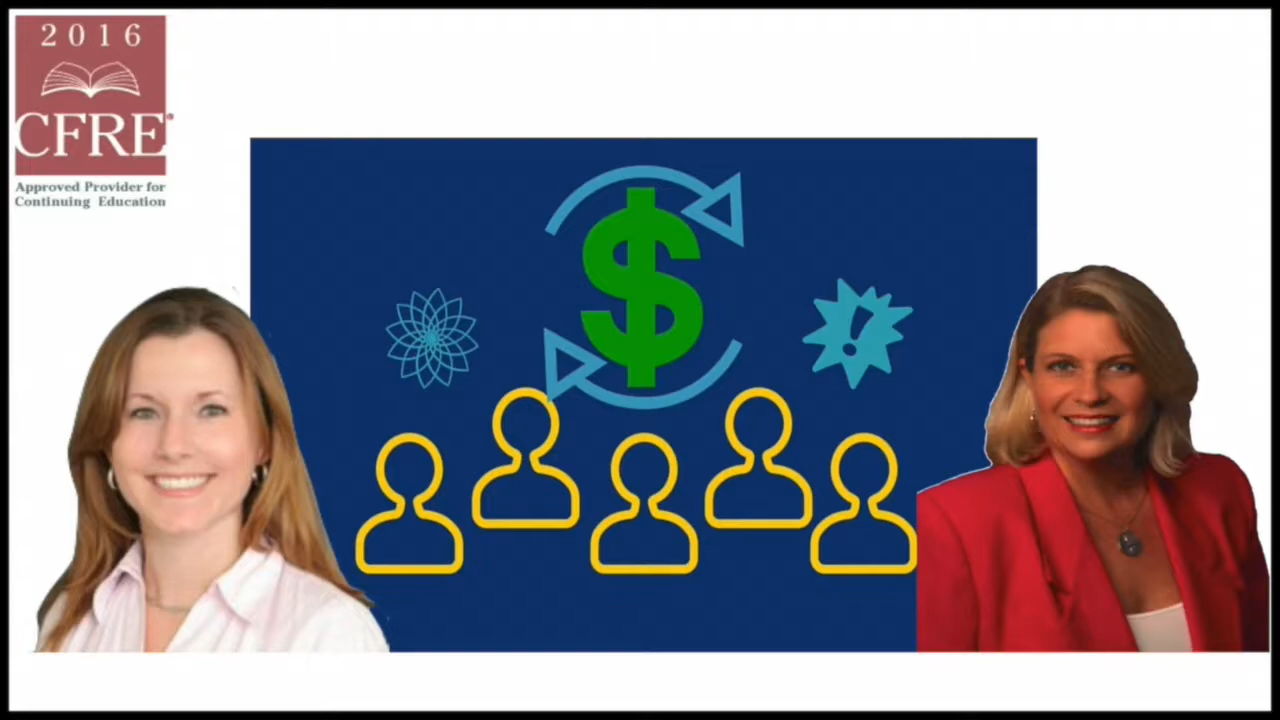 2016
CFRE®
Approved Provider for
Continuing Education
$
!